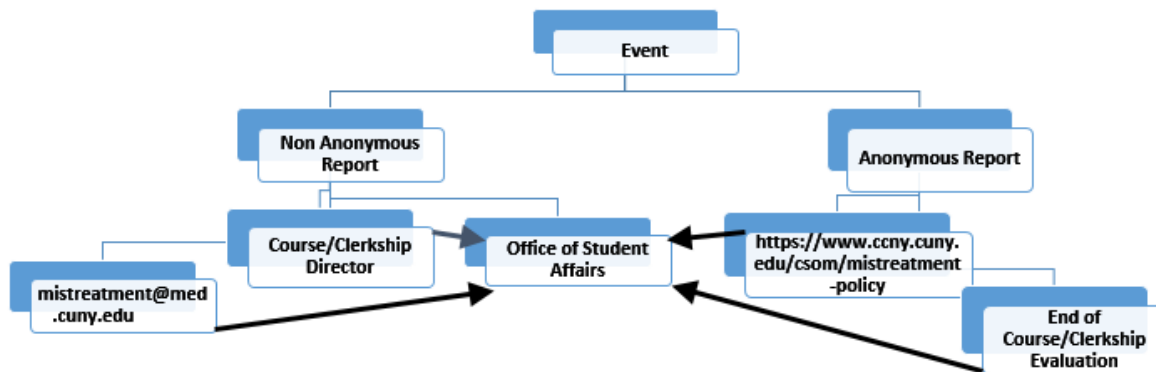 Event
Non Anonymous
Report
Anonymous Report
Course/Clerkship
Director
Office of Student
Affairs
https://www.ccny.cuny.
edu/csom/mistreatment
-policy
mistreatment@med
.cuny.edu
End of
Course/Clerkship
Evaluation